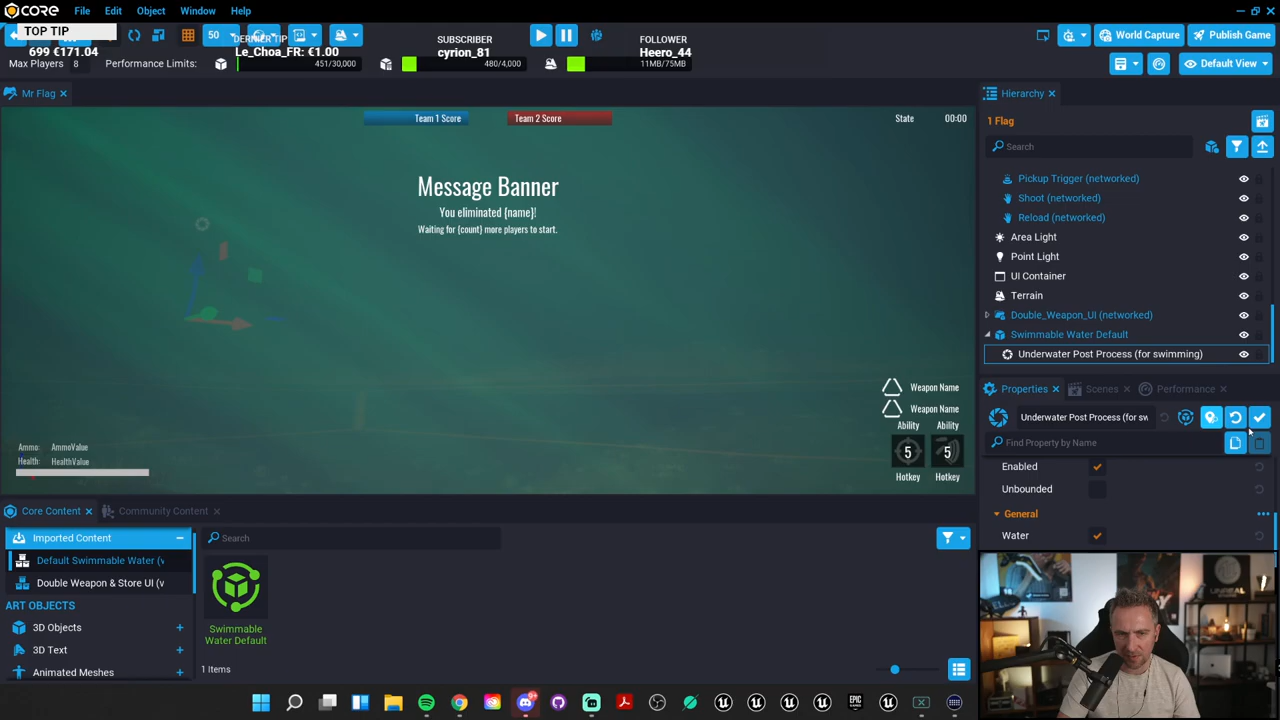 CORE File Edit Object Window Help
TOP TIP
699 €171.04
50
DERNIER TIP
Le_Choa_FR: €1.00
SUBSCRIBER
cyrion_81
FOLLOWER
Heero_44
World Capture
Publish Game
Max Players 8 Performance Limits: 451/30,000 480/4,000 11MB/75MB
Default View
Mr Flag
Team 1 Score Team 2 Score State 00:00
Message Banner
You eliminated {name}!
Waiting for {count} more players to start.
Weapon Name
Weapon Name
Ability Ability
5 5
Hotkey Hotkey
Ammo: AmmoValue
Health: HealthValue
Hierarchy
1 Flag
Search
Pickup Trigger (networked)
Shoot (networked)
Reload (networked)
Area Light
Point Light
UI Container
Terrain
Double_Weapon_UI (networked)
Swimmable Water Default
Underwater Post Process (for swimming)
Properties Scenes Performance
Underwater Post Process (for sw
Find Property by Name
Enabled
Unbounded
General
Water
Core Content Community Content
Imported Content
Search
Default Swimmable Water (v
Double Weapon & Store UI (v
ART OBJECTS
3D Objects
3D Text
Animated Meshes
Swimmable
Water Default
1 Items